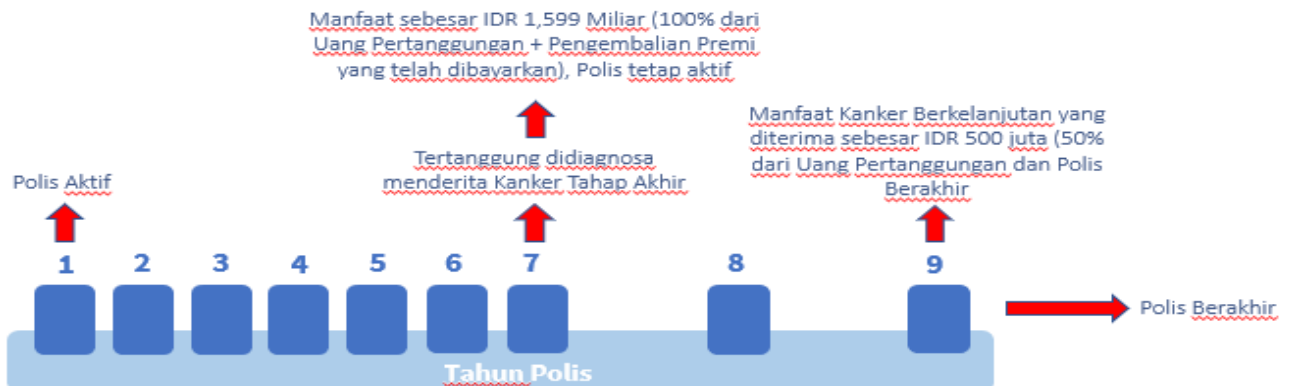 Manfaat sebesar IDR 1,599 Miliar (100% dari
Uang Pertanggungan + Pengembalian Premi
yang telah dibayarkan), Polis tetap aktif
Manfaat Kanker Berkelanjutan yang
diterima sebesar IDR 500 juta (50%
dari Uang Pertanggungan dan Polis
Berakhir
Tertanggung didiagnosa
menderita Kanker Tahap Akhir
Polis Aktif
1 2 3 4 5 6 7 8 9
Polis Berakhir
Tahun Polis